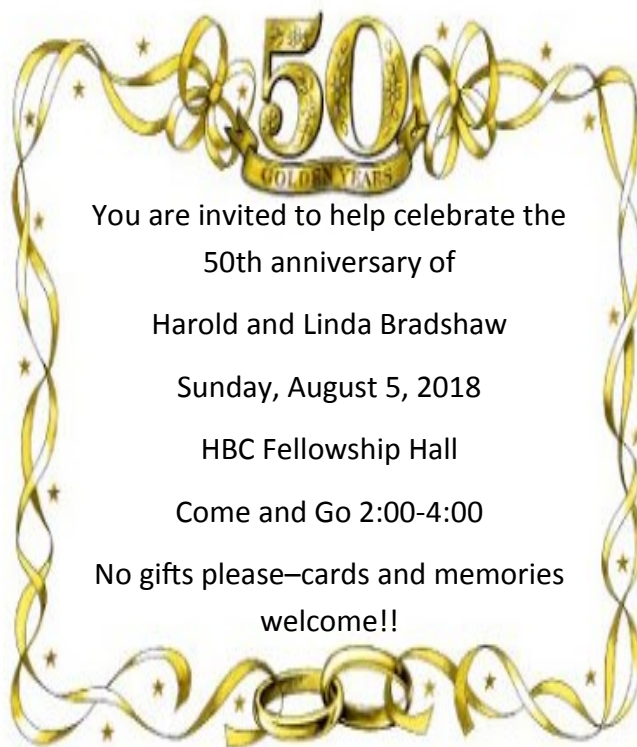 50
GOLDEN YEARS
You are invited to help celebrate the
50th anniversary of
Harold and Linda Bradshaw
Sunday, August 5, 2018
HBC Fellowship Hall
Come and Go 2:00-4:00
No gifts please–cards and memories
welcome!!